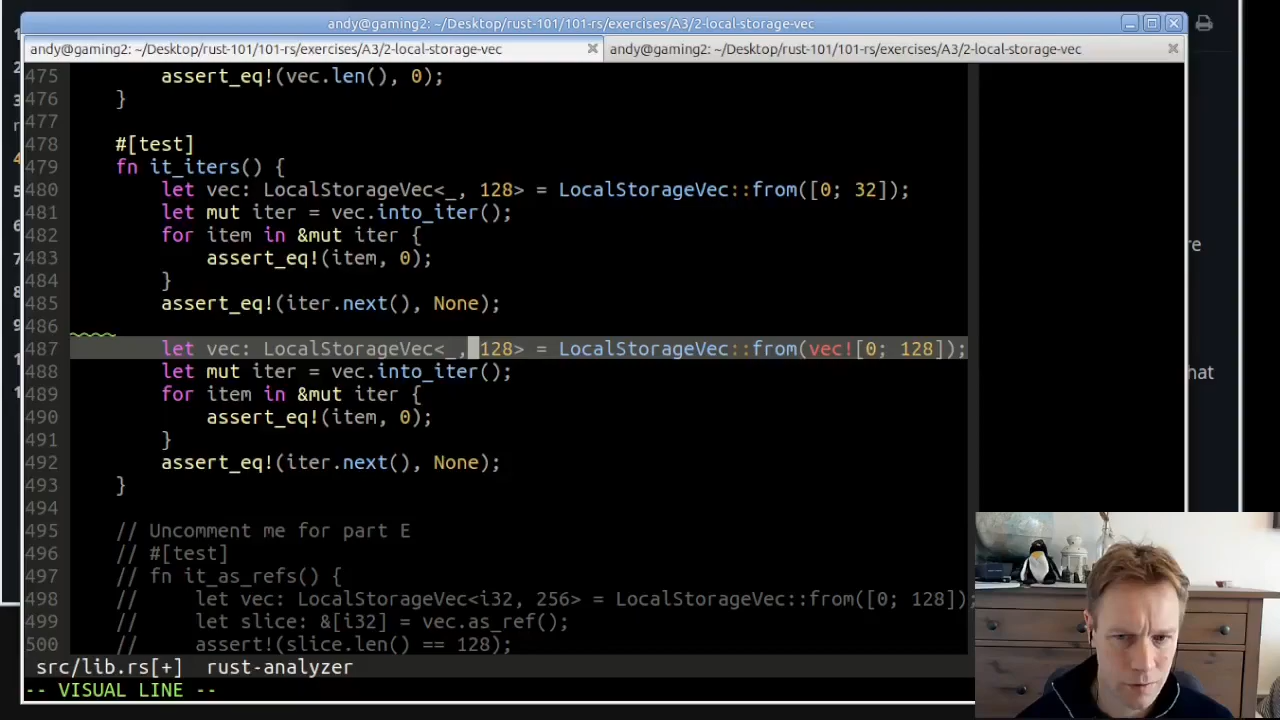 andy@gaming2: ~/Desktop/rust-101/101-rs/exercises/A3/2-local-storage-vec
andy@gaming2: ~/Desktop/rust-101/101-rs/exercises/A3/2-local-storage-vec
andy@gaming2: ~/Desktop/rust-101/101-rs/exercises/A3/2-local-storage-vec
475         assert_eq!(vec.len(), 0);
476     }
477
478     #[test]
479     fn it_iters() {
480         let vec: LocalStorageVec<_, 128> = LocalStorageVec::from([0; 32]);
481         let mut iter = vec.into_iter();
482         for item in &mut iter {
483             assert_eq!(item, 0);
484         }
485         assert_eq!(iter.next(), None);
486
487         let vec: LocalStorageVec<_, 128> = LocalStorageVec::from(vec![0; 128]);
488         let mut iter = vec.into_iter();
489         for item in &mut iter {
490             assert_eq!(item, 0);
491         }
492         assert_eq!(iter.next(), None);
493     }
494
495     // Uncomment me for part E
496     // #[test]
497     // fn it_as_refs() {
498     //     let vec: LocalStorageVec<i32, 256> = LocalStorageVec::from([0; 128]);
499     //     let slice: &[i32] = vec.as_ref();
500     //     assert!(slice.len() == 128);
src/lib.rs[+]  rust-analyzer
-- VISUAL LINE --